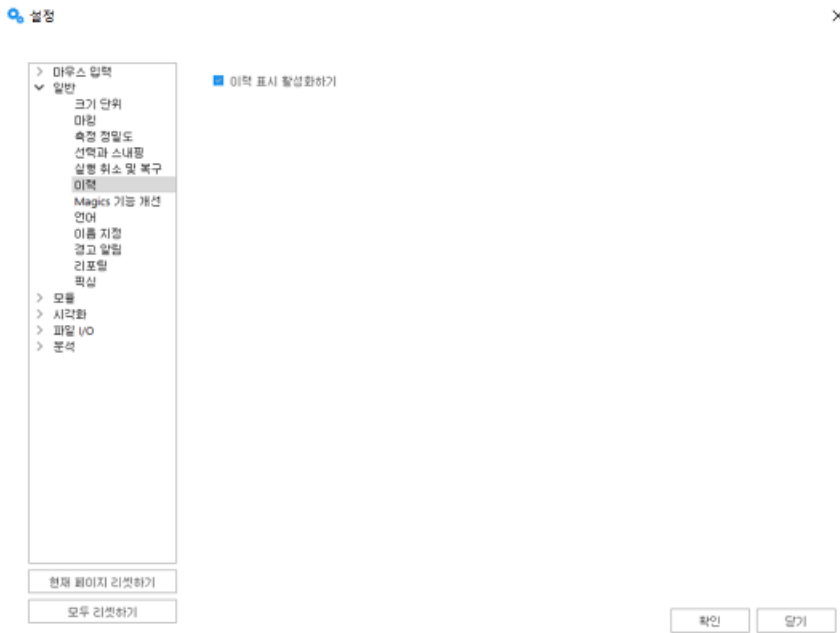 설정
마우스 입력
일반
크기 단위
마킹
측정 정밀도
선택과 스내핑
실행 취소 및 복구
이력
Magics 기능 개선
언어
이름 지정
경고 알림
리포팅
픽싱
모듈
시각화
파일 I/O
분석
이력 표시 활성화하기
현재 페이지 리셋하기
모두 리셋하기
확인
닫기